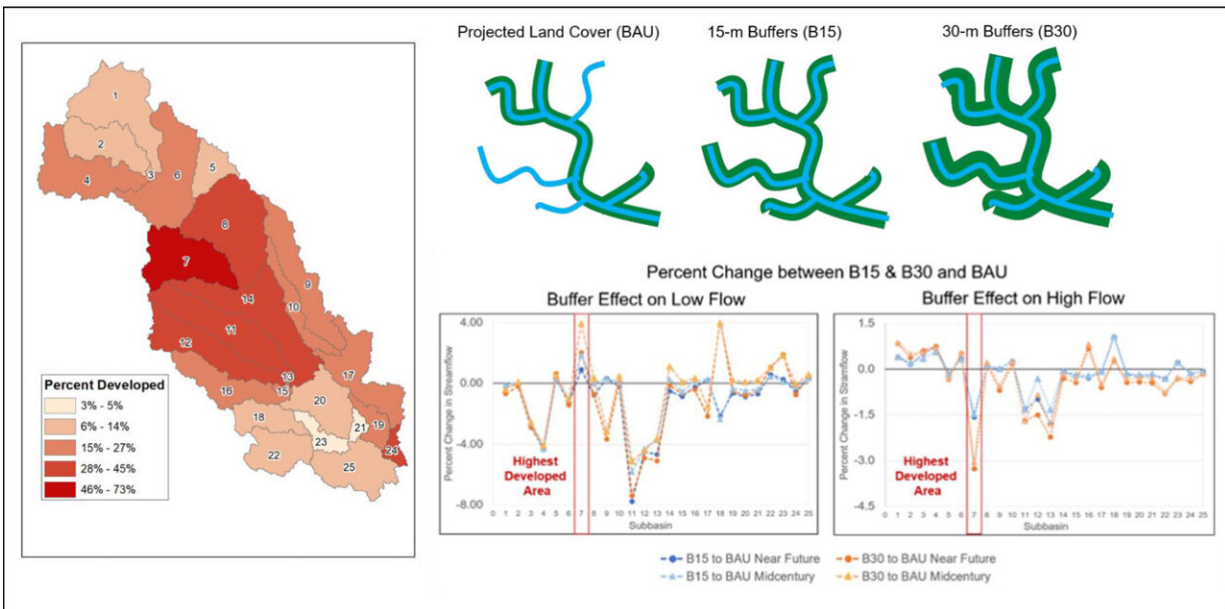 Projected Land Cover (BAU)
15-m Buffers (B15)
30-m Buffers (B30)
1
2
3
4
5
6
7
8
9
10
14
11
12
13
15
16
17
18
19
20
21
22
23
24
25
Percent Developed
3% - 5%
6% - 14%
15% - 27%
28% - 45%
46% - 73%
Percent Change between B15 & B30 and BAU
Buffer Effect on Low Flow
Percent Change in Streamflow
4.00
0.00
-4.00
-8.00
Highest
Developed
Area
0 1 2 3 4 5 6 7 8 9 10 11 12 13 14 15 16 17 18 19 20 21 22 23 24 25
Subbasin
Buffer Effect on High Flow
Percent Change in Stramflow
1.5
0.0
-1.5
-3.0
-4.5
Highest
Developed
Area
0 1 2 3 4 5 6 7 8 9 10 11 12 13 14 15 16 17 18 19 20 21 22 23 24 25
Subbasin
B15 to BAU Near Future
B30 to BAU Near Future
B15 to BAU Midcentury
B30 to BAU Midcentury